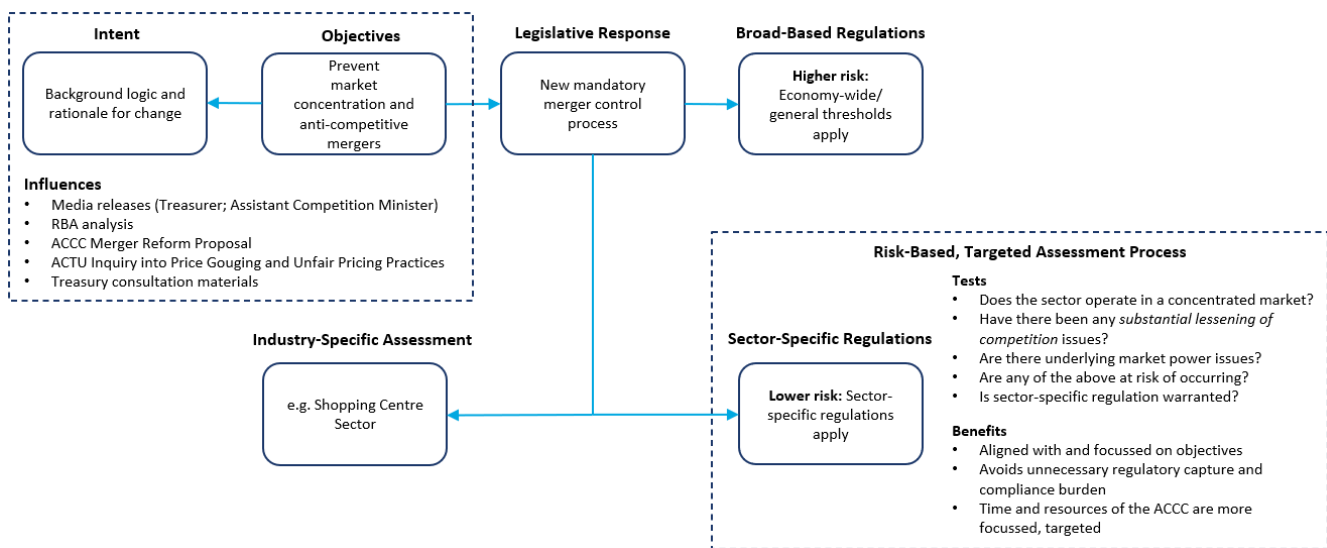 Intent
Background logic and
rationale for change
Objectives
Prevent
market
concentration and
anti-competitive
mergers
Legislative Response
New mandatory
merger control
process
Broad-Based Regulations
Higher risk:
Economy-wide/
general thresholds
apply
Influences
• Media releases (Treasurer; Assistant Competition Minister)
• RBA analysis
• ACCC Merger Reform Proposal
• ACTU Inquiry into Price Gouging and Unfair Pricing Practices
• Treasury consultation materials
Industry-Specific Assessment
e.g. Shopping Centre
Sector
Risk-Based, Targeted Assessment Process
Sector-Specific Regulations
Lower risk: Sector-
specific regulations
apply
Tests
• Does the sector operate in a concentrated market?
• Have there been any substantial lessening of
competition issues?
• Are there underlying market power issues?
• Are any of the above at risk of occurring?
• Is sector-specific regulation warranted?
Benefits
• Aligned with and focussed on objectives
• Avoids unnecessary regulatory capture and
compliance burden
• Time and resources of the ACCC are more
focussed, targeted